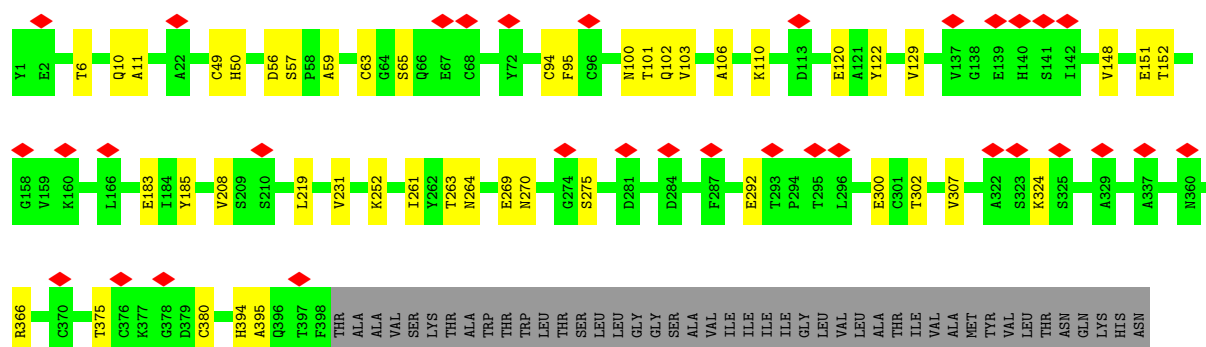 Y1 E2 T6 Q10 A11 A22 C49 H50 D56 S57 P58 A59 C63 G64 S65 Q66 E67 C68 Y72 C94 F95 C96 N100 T101 Q102 V103 A106 K110 D113 E120 A121 Y122 V129 V137 G138 E139 H140 S141 I142 V148 E151 T152
G158 V159 K160 L166 E183 I184 Y185 V208 S209 S210 L219 V231 K252 I261 Y262 T263 N264 E269 N270 G274 S275 D281 D284 F287 E292 T293 P294 T295 L296 E300 C301 T302 V307 A322 S323 K324 S325 A329 A337 N360
R366 C370 T375 C376 K377 G378 D379 C380 H394 A395 Q396 T397 F398 THR ALA ALA VAL SER LYS THR ALA TRP THR TRP LEU THR SER LEU LEU GLY GLY SER ALA VAL ILE ILE ILE ILE GLY LEU VAL LEU ALA THR ILE VAL ALA MET TYR VAL LEU THR ASN GLN LYS HIS ASN